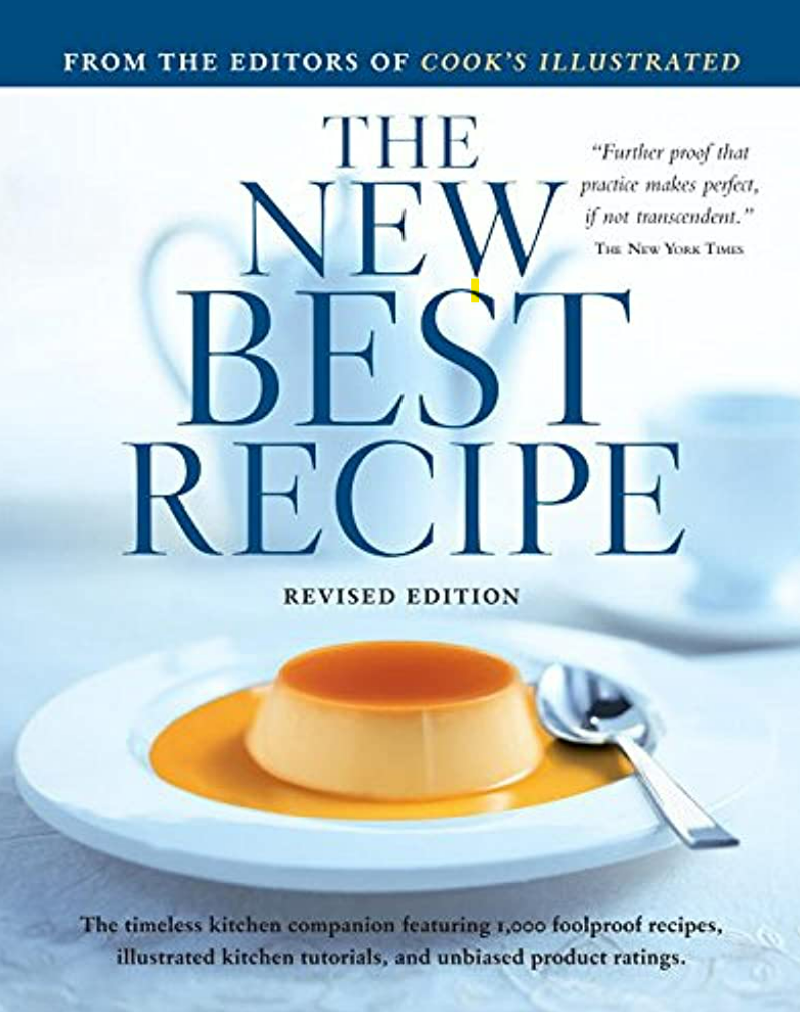 FROM THE EDITORS OF COOK'S ILLUSTRATED
THE
NEW
BEST
RECIPE
"Further proof that
practice makes perfect,
if not transcendent."
THE NEW YORK TIMES
REVISED EDITION
The timeless kitchen companion featuring 1,000 foolproof recipes,
illustrated kitchen tutorials, and unbiased product ratings.